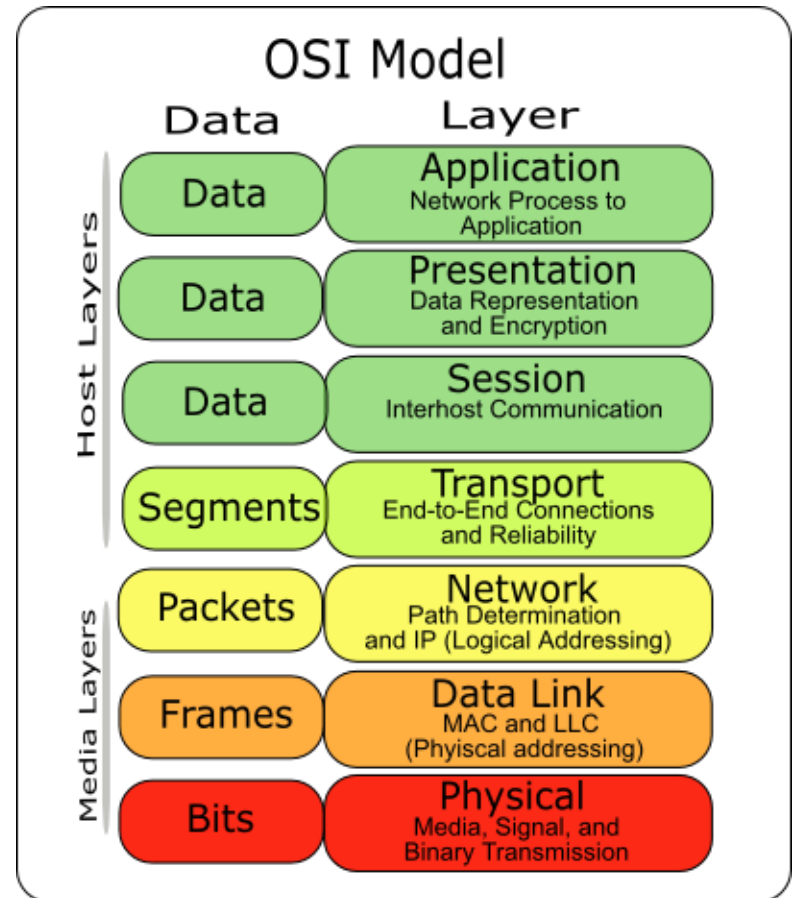 OSI Model
Data
Layer
Host Layers
Data
Application
Network Process to
Application
Data
Presentation
Data Representation
and Encryption
Data
Session
Interhost Communication
Segments
Transport
End-to-End Connections
and Reliability
Media Layers
Packets
Network
Path Determination
and IP (Logical Addressing)
Frames
Data Link
MAC and LLC
(Phyiscal addressing)
Bits
Physical
Media, Signal, and
Binary Transmission